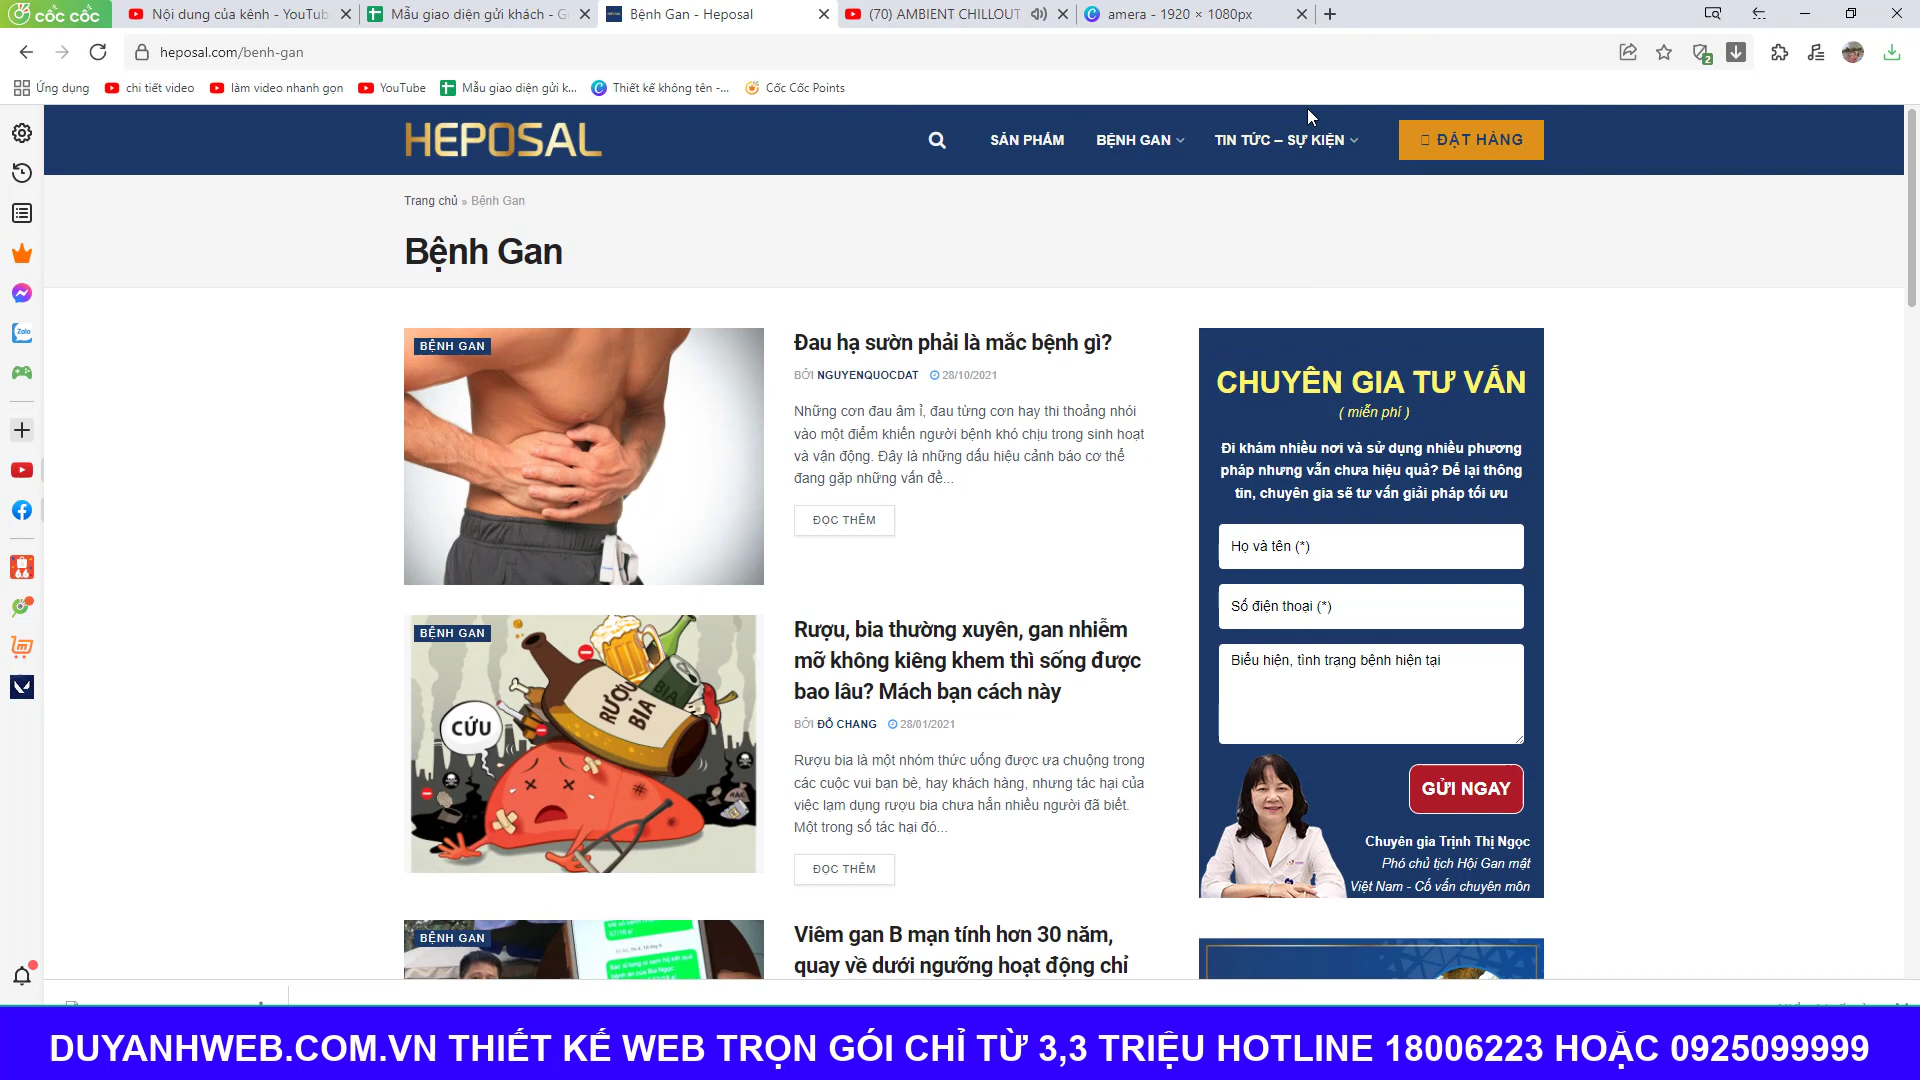 cốc cốc
Nội dung của kênh - YouTub
Mẫu giao diện gửi khách - G
Bệnh Gan - Heposal
(70) AMBIENT CHILLOUT
amera - 1920 × 1080px
heposal.com/benh-gan
2
Ứng dụng
chi tiết video
làm video nhanh gọn
YouTube
Mẫu giao diện gửi k...
Thiết kế không tên -...
Cốc Cốc Points
HEPOSAL
SẢN PHẨM
BỆNH GAN
TIN TỨC – SỰ KIỆN
ĐẶT HÀNG
Trang chủ » Bệnh Gan
Bệnh Gan
BỆNH GAN
Đau hạ sườn phải là mắc bệnh gì?
BỞI NGUYENQUOCDAT 28/10/2021
Những cơn đau âm ỉ, đau từng cơn hay thi thoảng nhói
vào một điểm khiến người bệnh khó chịu trong sinh hoạt
và vận động. Đây là những dấu hiệu cảnh báo cơ thể
đang gặp những vấn đề...
ĐỌC THÊM
BỆNH GAN
CỨU
RƯỢU
BIA
BIA
Rượu, bia thường xuyên, gan nhiễm
mỡ không kiêng khem thì sống được
bao lâu? Mách bạn cách này
BỞI ĐỖ CHANG 28/01/2021
Rượu bia là một nhóm thức uống được ưa chuộng trong
các cuộc vui bạn bè, hay khách hàng, nhưng tác hại của
việc lạm dụng rượu bia chưa hẳn nhiều người đã biết.
Một trong số tác hại đó...
ĐỌC THÊM
BỆNH GAN
Viêm gan B mạn tính hơn 30 năm,
quay về dưới ngưỡng hoạt động chỉ
CHUYÊN GIA TƯ VẤN
( miễn phí )
Đi khám nhiều nơi và sử dụng nhiều phương
pháp nhưng vẫn chưa hiệu quả? Để lại thông
tin, chuyên gia sẽ tư vấn giải pháp tối ưu
Họ và tên (*)
Số điện thoại (*)
Biểu hiện, tình trạng bệnh hiện tại
GỬI NGAY
Chuyên gia Trịnh Thị Ngọc
Phó chủ tịch Hội Gan mật
Việt Nam - Cố vấn chuyên môn
Zalo
DUYANHWEB.COM.VN THIẾT KẾ WEB TRỌN GÓI CHỈ TỪ 3,3 TRIỆU HOTLINE 18006223 HOẶC 0925099999